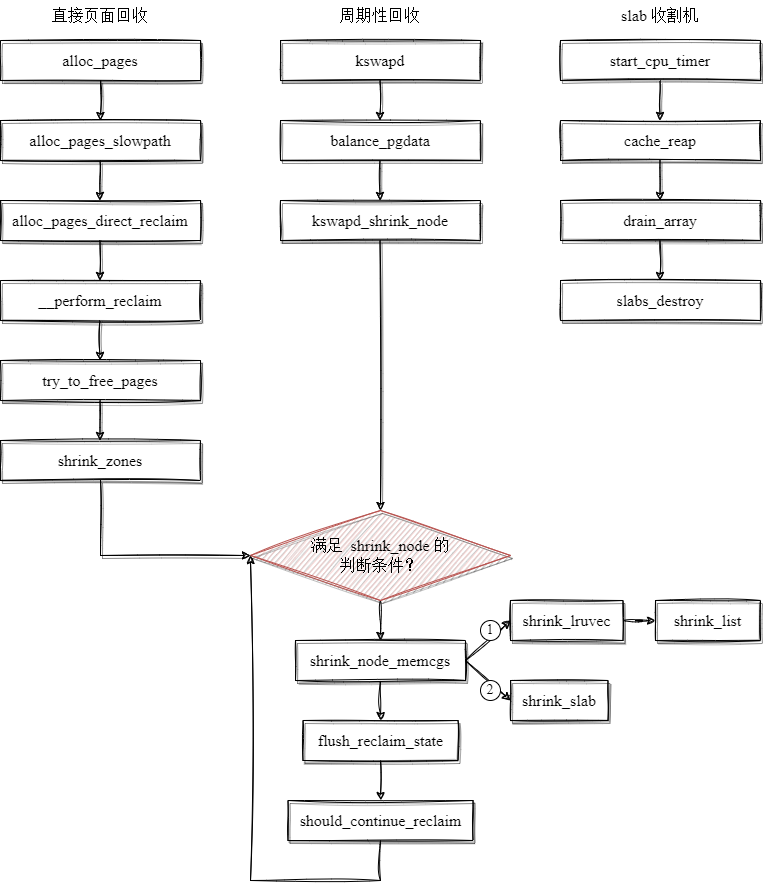 直接页面回收
alloc_pages
alloc_pages_slowpath
alloc_pages_direct_reclaim
__perform_reclaim
try_to_free_pages
shrink_zones
周期性回收
kswapd
balance_pgdata
kswapd_shrink_node
满足 shrink_node 的
判断条件?
shrink_node_memcgs
1
shrink_lruvec
shrink_list
2
shrink_slab
flush_reclaim_state
should_continue_reclaim
slab 收割机
start_cpu_timer
cache_reap
drain_array
slabs_destroy